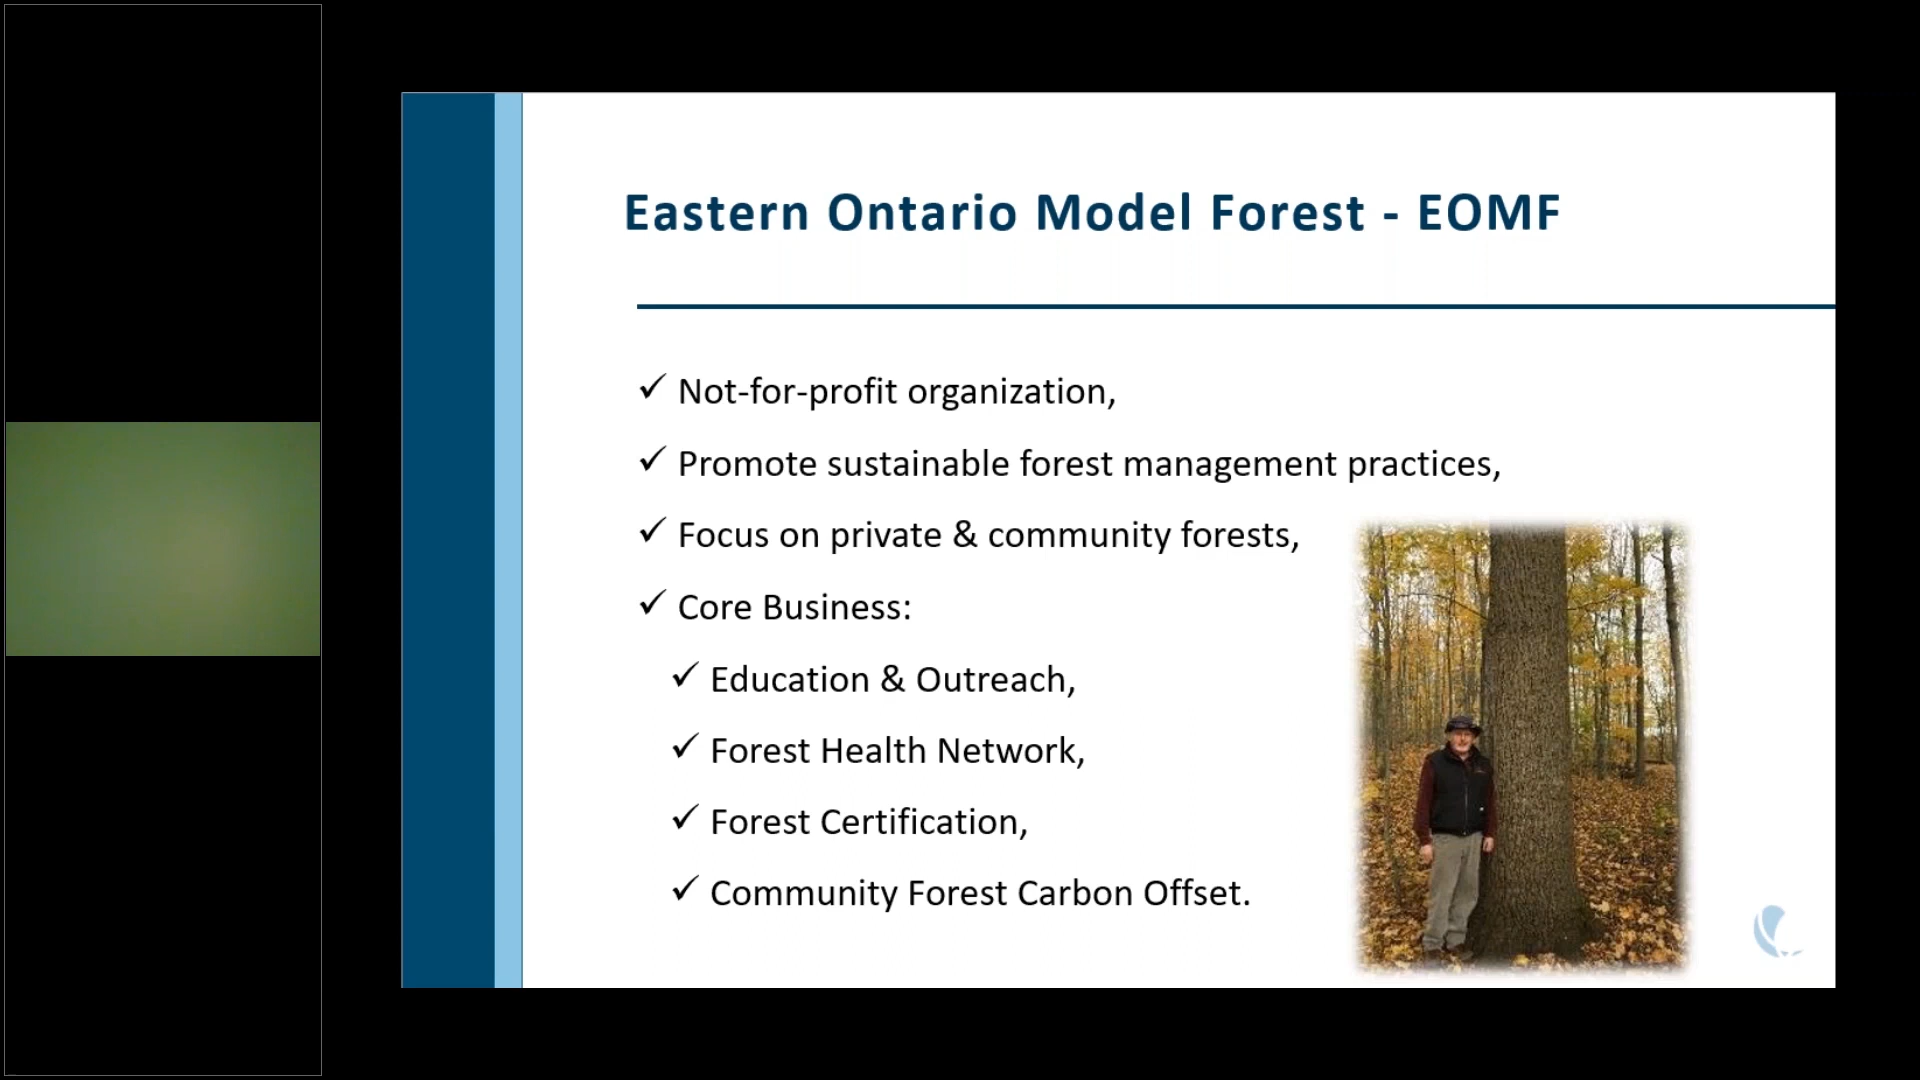 Eastern Ontario Model Forest - EOMF
✓ Not-for-profit organization,
✓ Promote sustainable forest management practices,
✓ Focus on private & community forests,
✓ Core Business:
✓ Education & Outreach,
✓ Forest Health Network,
✓ Forest Certification,
✓ Community Forest Carbon Offset.